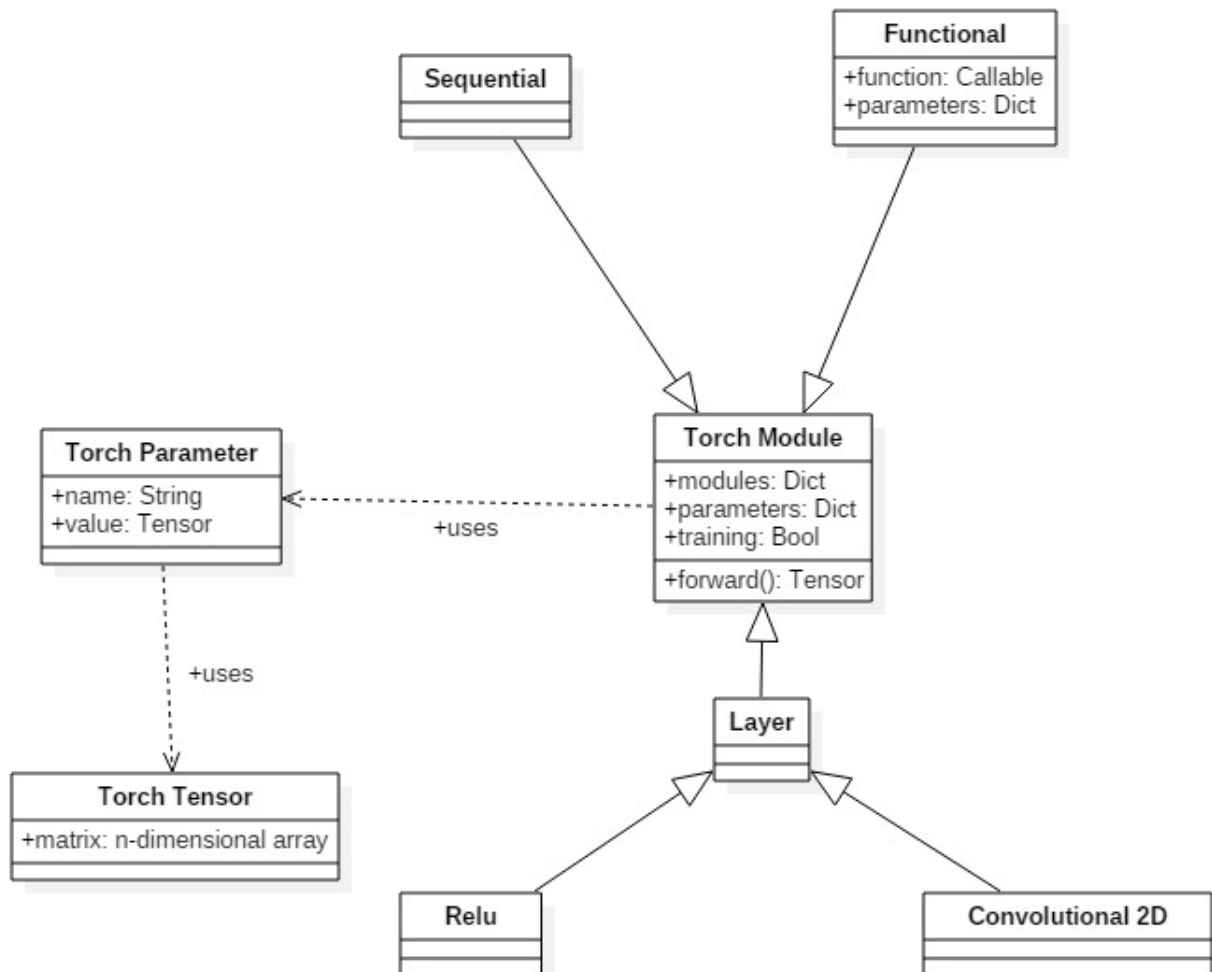 Sequential
Functional
+function: Callable
+parameters: Dict
Torch Parameter
+name: String
+value: Tensor
+uses
Torch Module
+modules: Dict
+parameters: Dict
+training: Bool
+forward(): Tensor
+uses
Layer
Torch Tensor
+matrix: n-dimensional array
Relu
Convolutional 2D